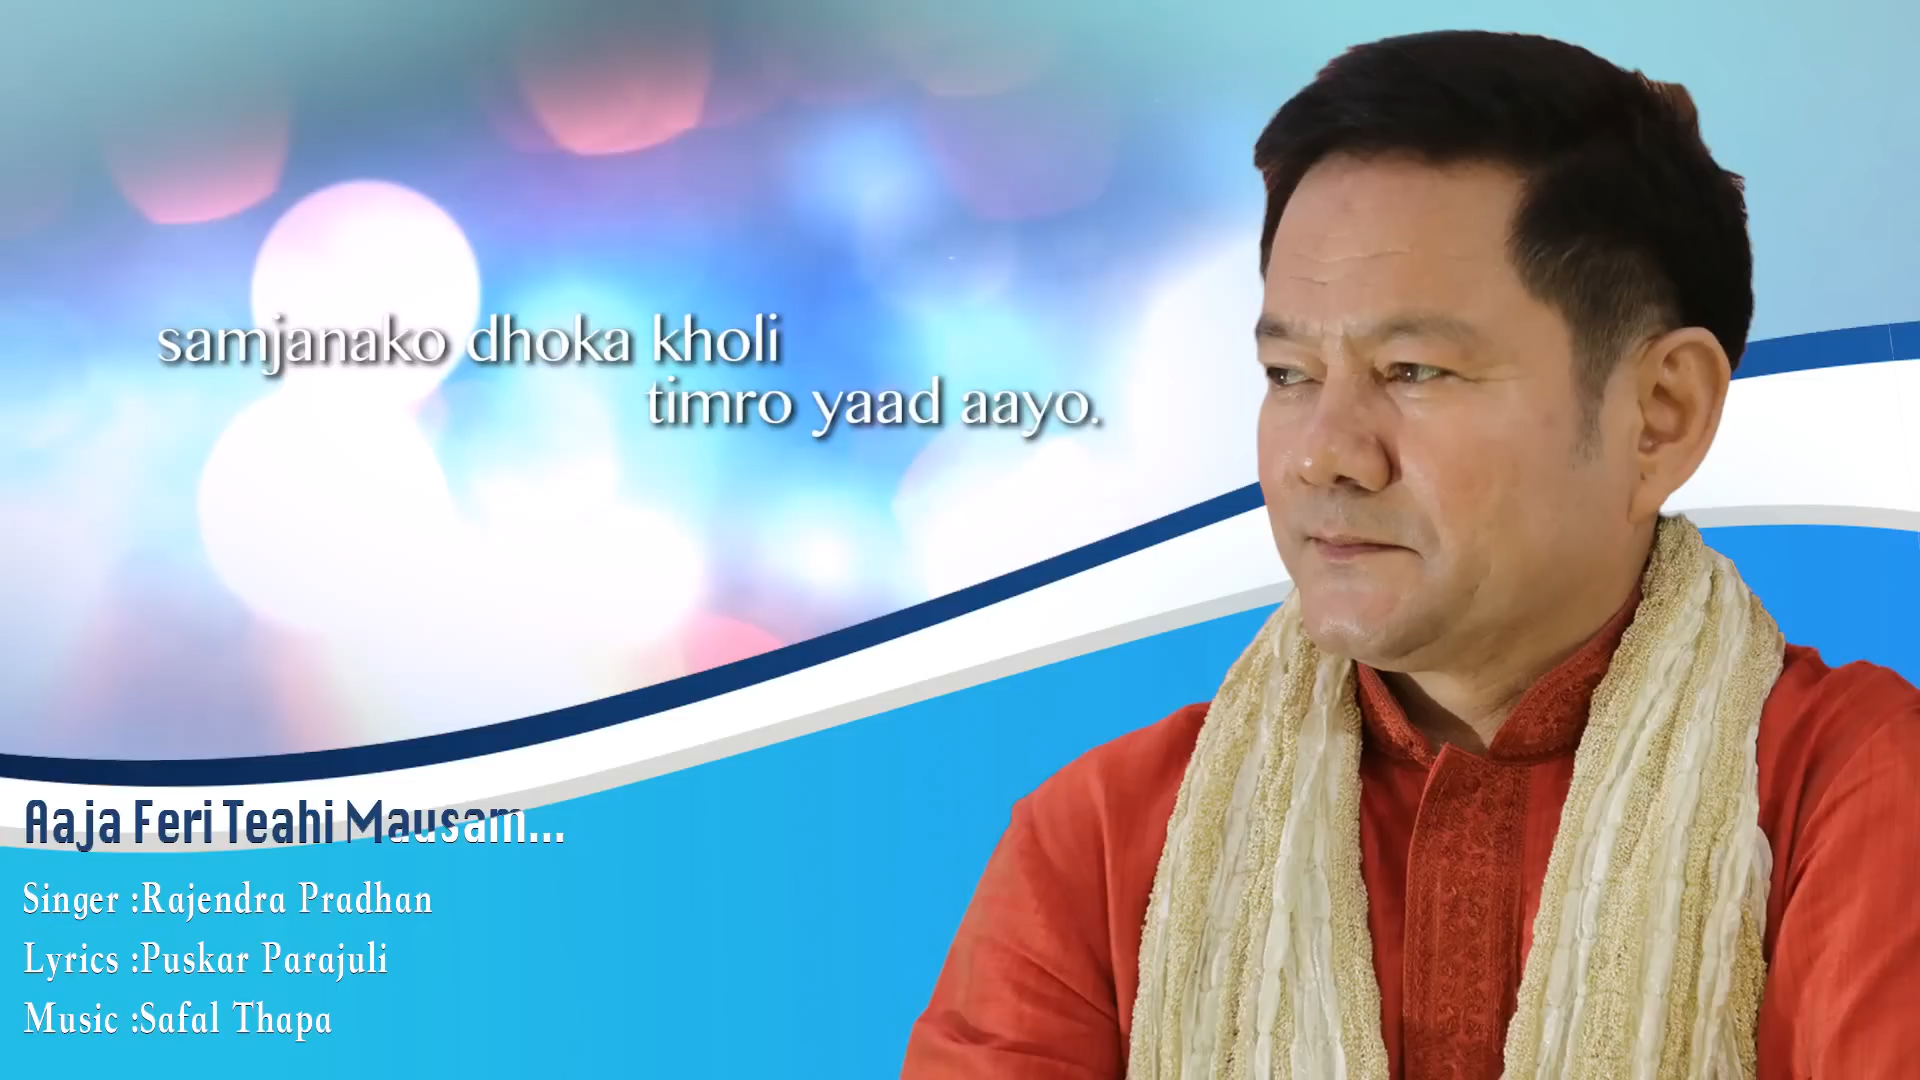 samjanako dhoka kholi
timro yaad aayo.
Aaja Feri Teahi Mausam...
Singer :Rajendra Pradhan
Lyrics :Puskar Parajuli
Music :Safal Thapa